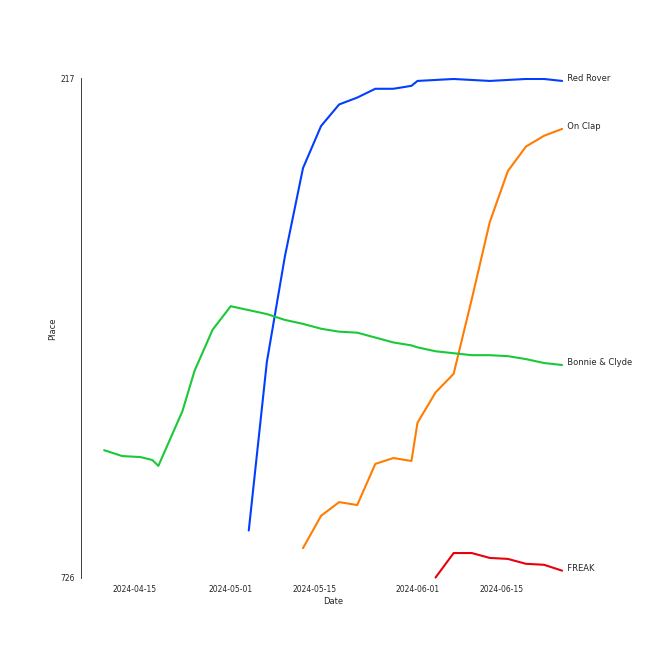 217
Red Rover
On Clap
Place
Bonnie & Clyde
FREAK
726
2024-04-15 2024-05-01 2024-05-15 2024-06-01 2024-06-15
Date